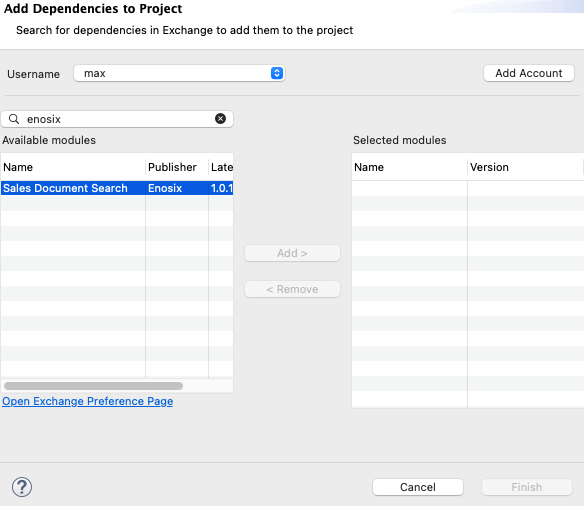 Add Dependencies to Project
Search for dependencies in Exchange to add them to the project
Username max Add Account
enosix
Available modules Selected modules
Name Publisher Late Name Version
Sales Document Search Enosix 1.0.1
Add >
< Remove
Open Exchange Preference Page
? Cancel Finish